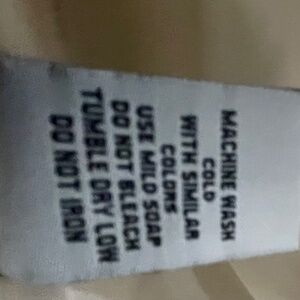 MACHINE WASH
COLD
WITH SIMILAR
COLORS
USE MILD SOAP
DO NOT BLEACH
TUMBLE DRY LOW
DO NOT IRON